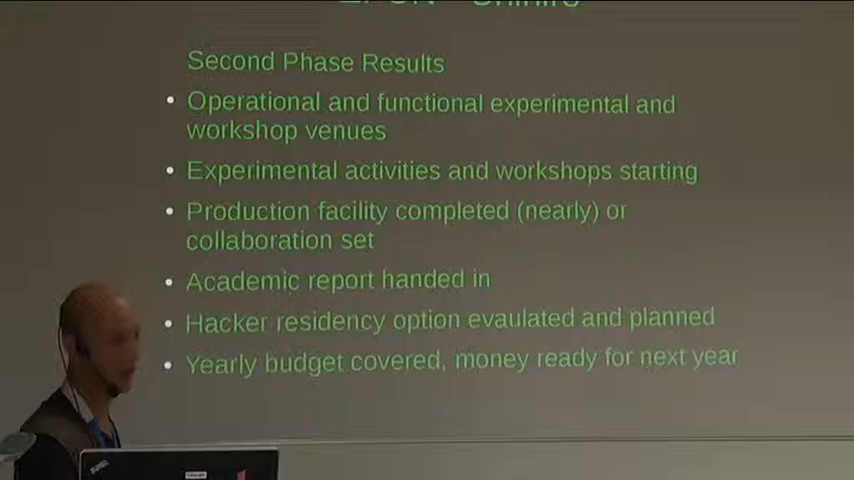 Second Phase Results
Operational and functional experimental and
workshop venues
Experimental activities and workshops starting
Production facility completed (nearly) or
collaboration set
Academic report handed in
Hacker residency option evaulated and planned
Yearly budget covered, money ready for next year